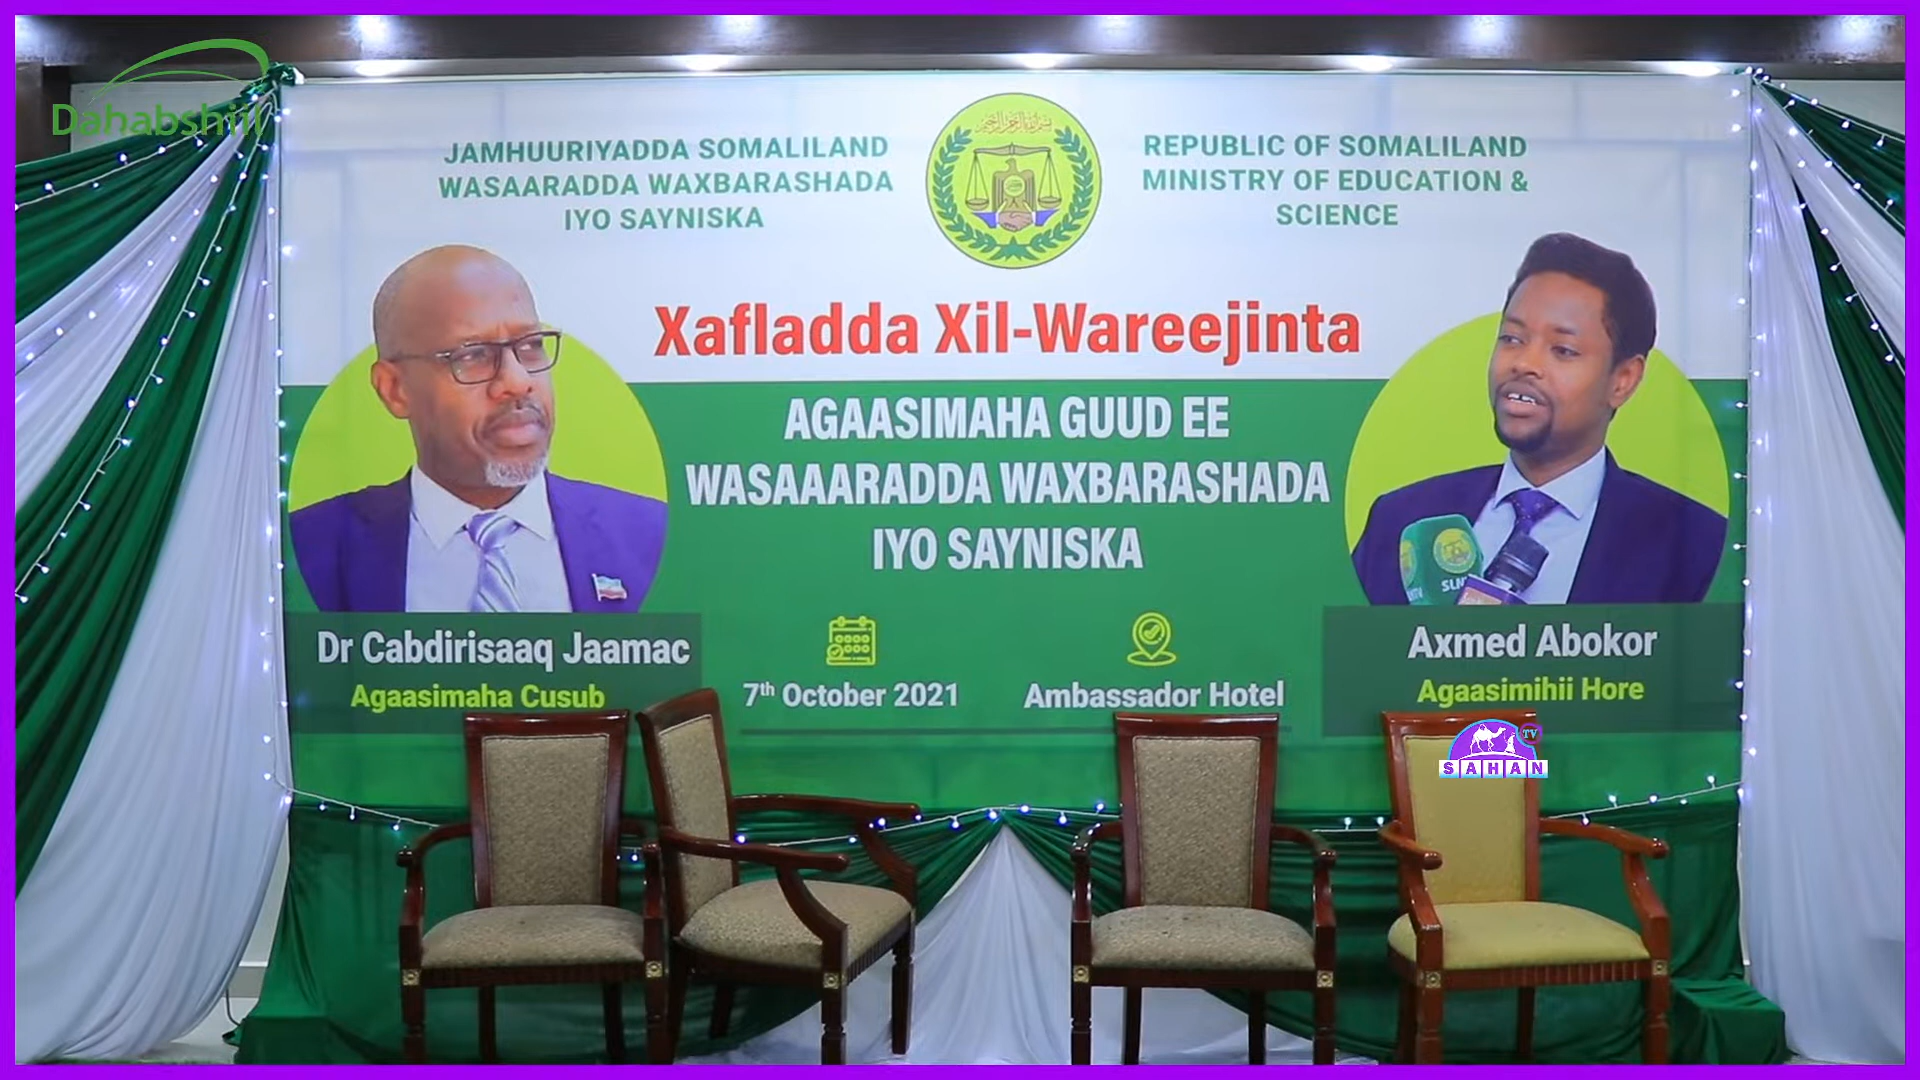 Dahabshiil
JAMHUURIYADDA SOMALILAND
WASAARADDA WAXBARASHADA
IYO SAYNISKA
REPUBLIC OF SOMALILAND
MINISTRY OF EDUCATION &
SCIENCE
Xafladda Xil-Wareejinta
AGAASIMAHA GUUD EE
WASAAARADDA WAXBARASHADA
IYO SAYNISKA
Dr Cabdirisaaq Jaamac
Agaasimaha Cusub
7th October 2021
Ambassador Hotel
SLN
Axmed Abokor
Agaasimihii Hore
TV
SAHAN